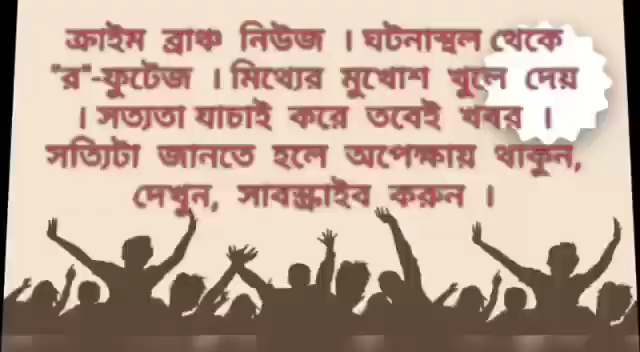 ক্রাইম ব্রাঞ্চ নিউজ । ঘটনাস্থল থেকে
"র"-ফুটেজ । মিথ্যের মুখোশ খুলে দেয়
। সত্যতা যাচাই করে তবেই খবর ।
সত্যিটা জানতে হলে অপেক্ষায় থাকুন,
দেখুন, সাবস্ক্রাইব করুন ।